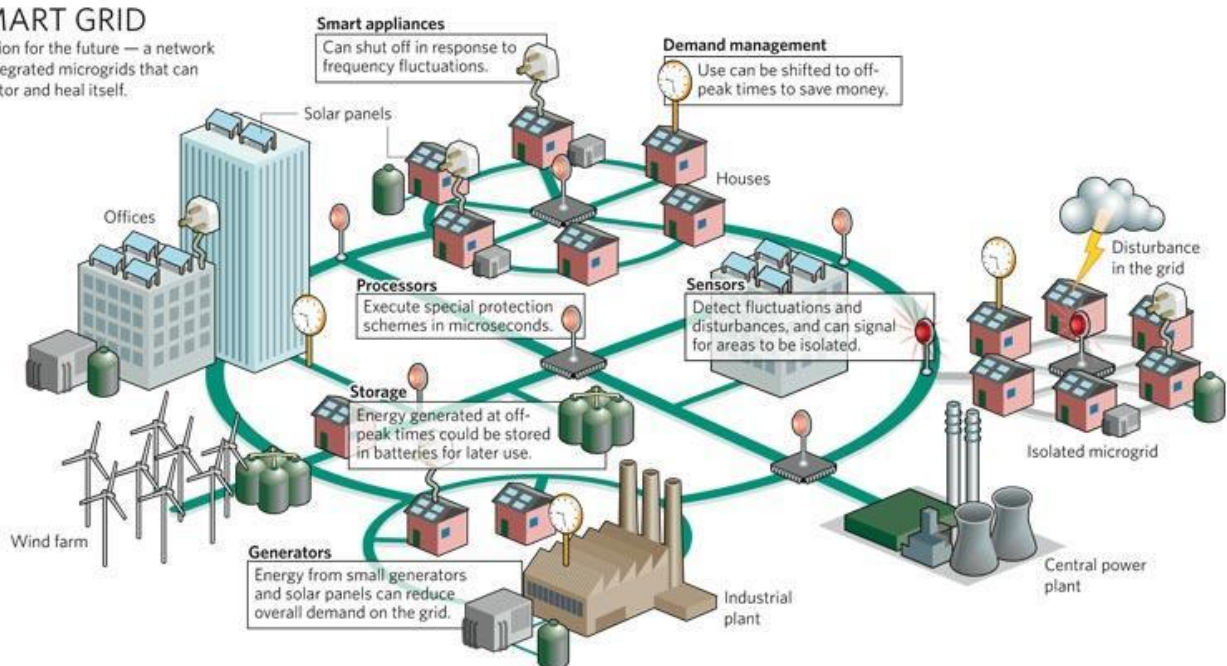 MART GRID
ion for the future — a network
egrated microgrids that can
tor and heal itself.
Smart appliances
Can shut off in response to
frequency fluctuations.
Demand management
Use can be shifted to off-
peak times to save money.
Solar panels
Houses
Offices
Disturbance
in the grid
Processors
Execute special protection
schemes in microseconds.
Sensors
Detect fluctuations and
disturbances, and can signal
for areas to be isolated.
Storage
Energy generated at off-
peak times could be stored
in batteries for later use.
Isolated microgrid
Wind farm
Generators
Energy from small generators
and solar panels can reduce
overall demand on the grid.
Industrial
plant
Central power
plant